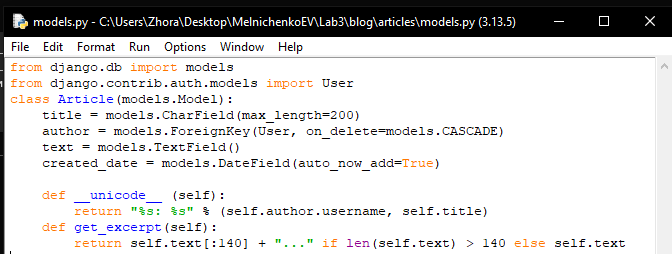 models.py - C:\Users\Zhora\Desktop\MelnichenkoEV\Lab3\blog\articles\models.py (3.13.5)
File Edit Format Run Options Window Help
from django.db import models
from django.contrib.auth.models import User
class Article(models.Model):
    title = models.CharField(max_length=200)
    author = models.ForeignKey(User, on_delete=models.CASCADE)
    text = models.TextField()
    created_date = models.DateField(auto_now_add=True)

    def __unicode__ (self):
        return "%s: %s" % (self.author.username, self.title)
    def get_excerpt(self):
        return self.text[:140] + "..." if len(self.text) > 140 else self.text